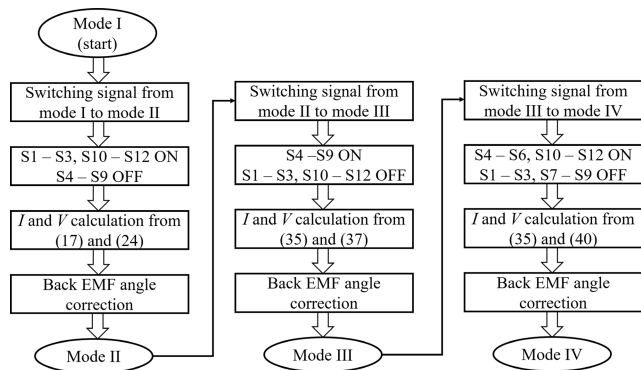 Mode I
(start)
Switching signal from
mode I to mode II
S1 – S3, S10 – S12 ON
S4 – S9 OFF
I and V calculation from
(17) and (24)
Back EMF angle
correction
Mode II
Switching signal from
mode II to mode III
S4 –S9 ON
S1 – S3, S10 – S12 OFF
I and V calculation from
(35) and (37)
Back EMF angle
correction
Mode III
Switching signal from
mode III to mode IV
S4 – S6, S10 – S12 ON
S1 – S3, S7 – S9 OFF
I and V calculation from
(35) and (40)
Back EMF angle
correction
Mode IV